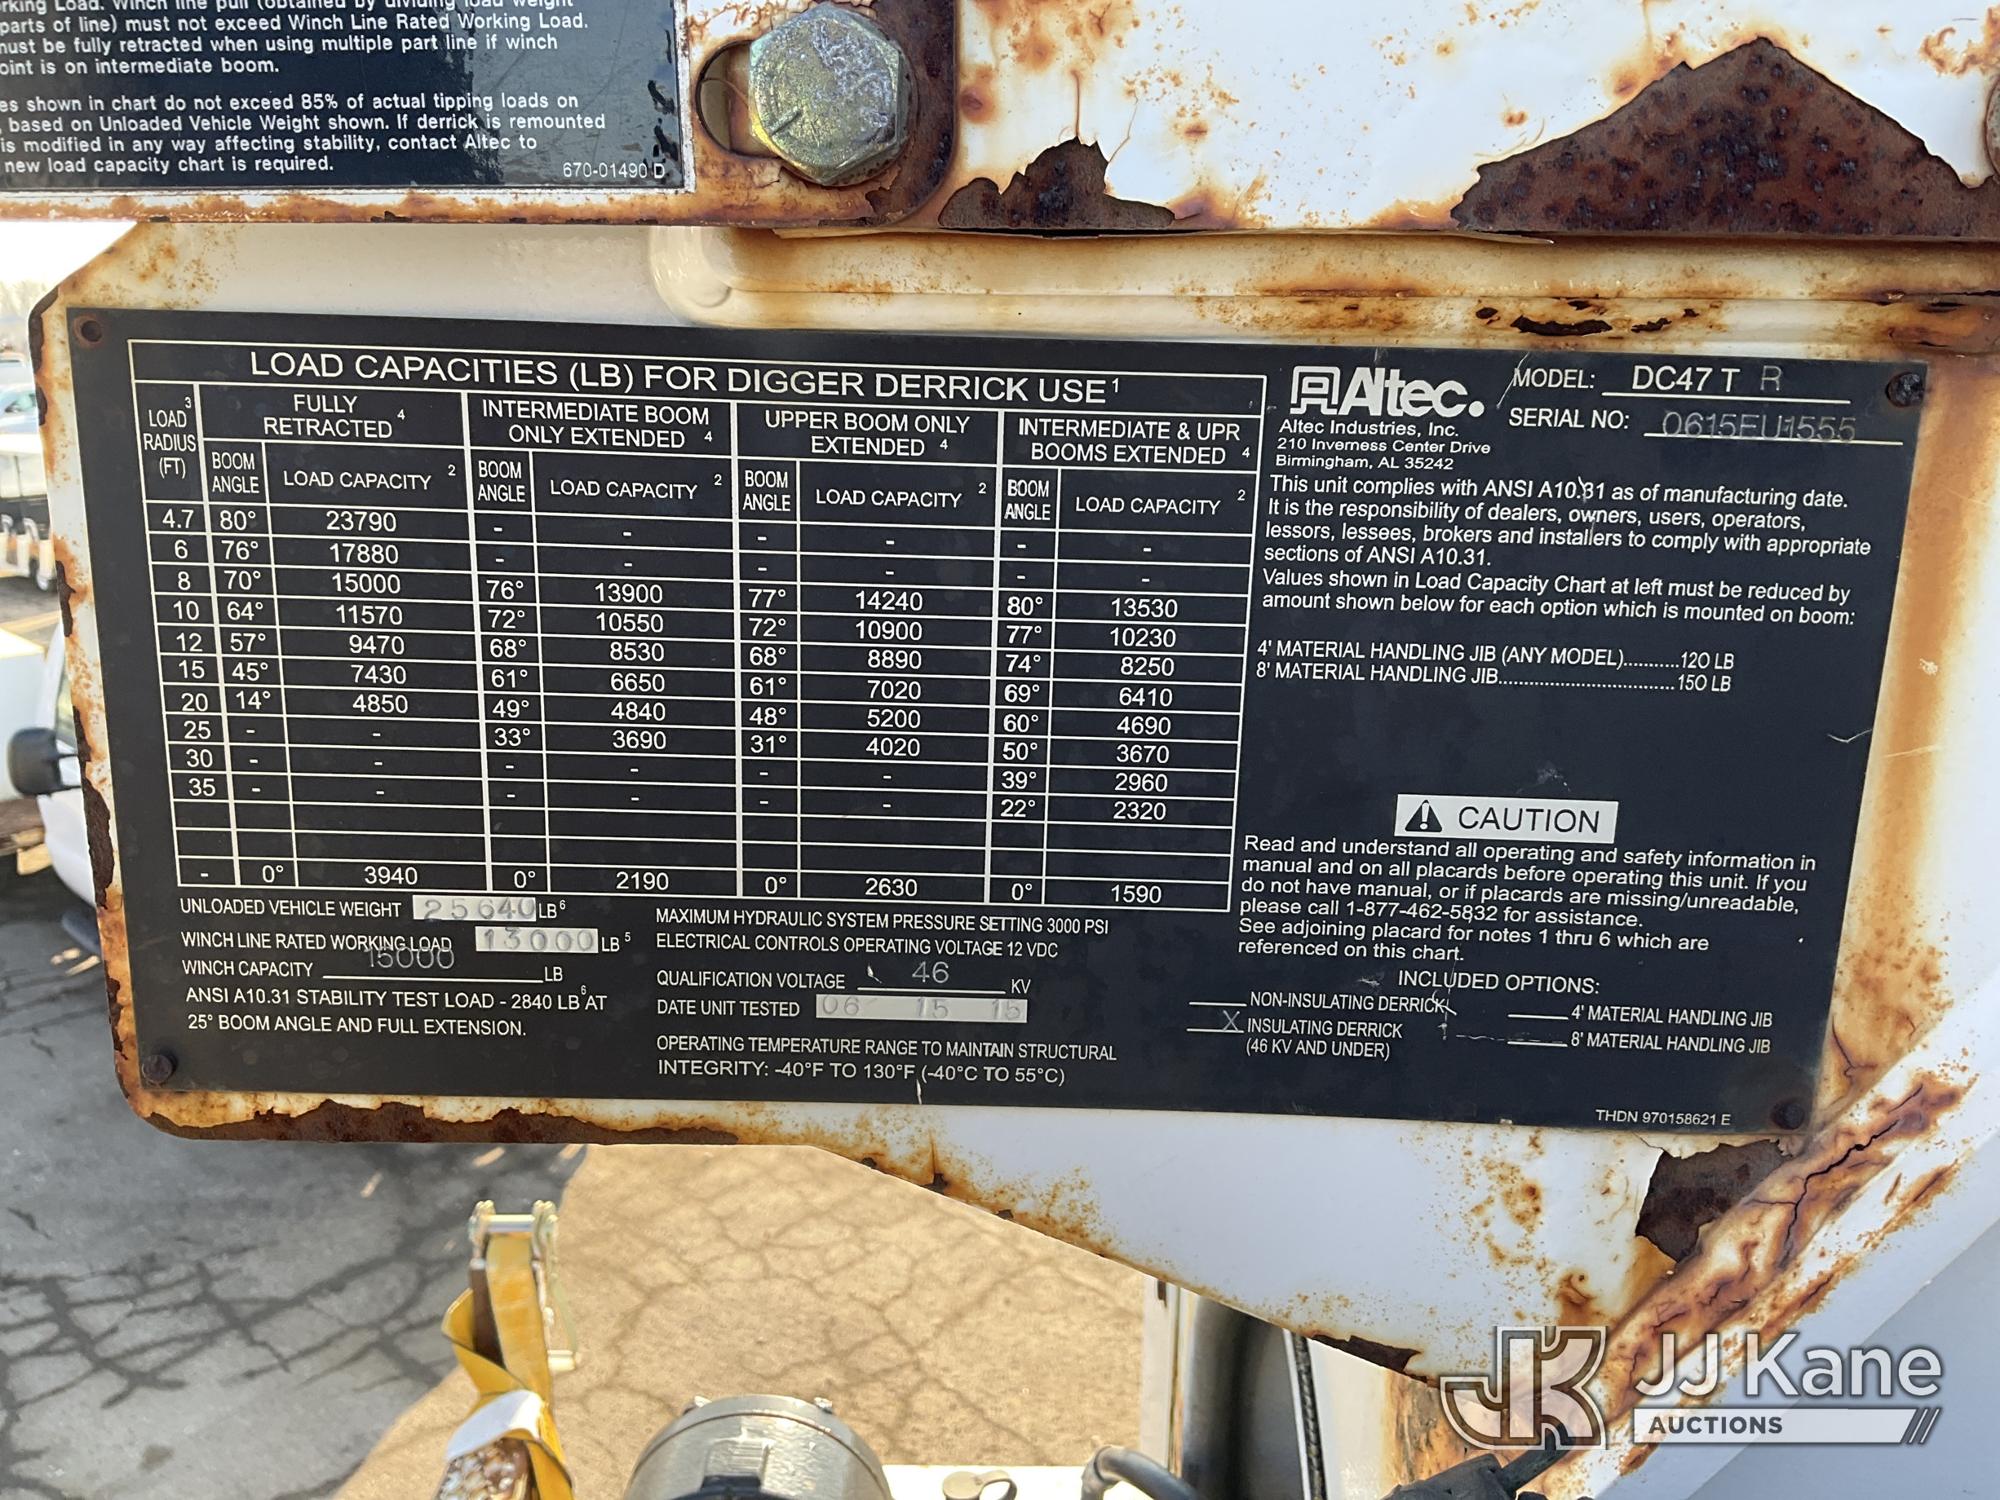 rking Load. Winch line pull (obtained by dividing load weight
parts of line) must not exceed Winch Line Rated Working Load.
must be fully retracted when using multiple part line if winch
oint is on intermediate boom.
es shown in chart do not exceed 85% of actual tipping loads on
, based on Unloaded Vehicle Weight shown. If derrick is remounted
is modified in any way affecting stability, contact Altec to
new load capacity chart is required.
670-01490 D
LOAD CAPACITIES (LB) FOR DIGGER DERRICK USE 1
LOAD 3 RADIUS (FT) FULLY RETRACTED 4 INTERMEDIATE BOOM ONLY EXTENDED 4 UPPER BOOM ONLY EXTENDED 4 INTERMEDIATE & UPR BOOMS EXTENDED 4
BOOM ANGLE LOAD CAPACITY 2 BOOM ANGLE LOAD CAPACITY 2 BOOM ANGLE LOAD CAPACITY 2 BOOM ANGLE LOAD CAPACITY 2
4.7 80° 23790 - - - - - -
6 76° 17880 - - - - - -
8 70° 15000 76° 13900 77° 14240 80° 13530
10 64° 11570 72° 10550 72° 10900 77° 10230
12 57° 9470 68° 8530 68° 8890 74° 8250
15 45° 7430 61° 6650 61° 7020 69° 6410
20 14° 4850 49° 4840 48° 5200 60° 4690
25 - - 33° 3690 31° 4020 50° 3670
30 - - - - - - 39° 2960
35 - - - - - - 22° 2320
- 0° 3940 0° 2190 0° 2630 0° 1590
UNLOADED VEHICLE WEIGHT 25640 LB 6
WINCH LINE RATED WORKING LOAD 13000 LB 5
WINCH CAPACITY 15000 LB
ANSI A10.31 STABILITY TEST LOAD - 2840 LB 6 AT
25° BOOM ANGLE AND FULL EXTENSION.
MAXIMUM HYDRAULIC SYSTEM PRESSURE SETTING 3000 PSI
ELECTRICAL CONTROLS OPERATING VOLTAGE 12 VDC
QUALIFICATION VOLTAGE 46 KV
DATE UNIT TESTED 06 15 15
OPERATING TEMPERATURE RANGE TO MAINTAIN STRUCTURAL
INTEGRITY: -40°F TO 130°F (-40°C TO 55°C)
Altec.
Altec Industries, Inc.
210 Inverness Center Drive
Birmingham, AL 35242
MODEL: DC47 T R
SERIAL NO: 0615EU1555
This unit complies with ANSI A10.31 as of manufacturing date.
It is the responsibility of dealers, owners, users, operators,
lessors, lessees, brokers and installers to comply with appropriate
sections of ANSI A10.31.
Values shown in Load Capacity Chart at left must be reduced by
amount shown below for each option which is mounted on boom:
4' MATERIAL HANDLING JIB (ANY MODEL)...........120 LB
8' MATERIAL HANDLING JIB..................................150 LB
CAUTION
Read and understand all operating and safety information in
manual and on all placards before operating this unit. If you
do not have manual, or if placards are missing/unreadable,
please call 1-877-462-5832 for assistance.
See adjoining placard for notes 1 thru 6 which are
referenced on this chart.
INCLUDED OPTIONS:
NON-INSULATING DERRICK
X INSULATING DERRICK
(46 KV AND UNDER)
4' MATERIAL HANDLING JIB
8' MATERIAL HANDLING JIB
THDN 970158621 E
JK JJ Kane
AUCTIONS